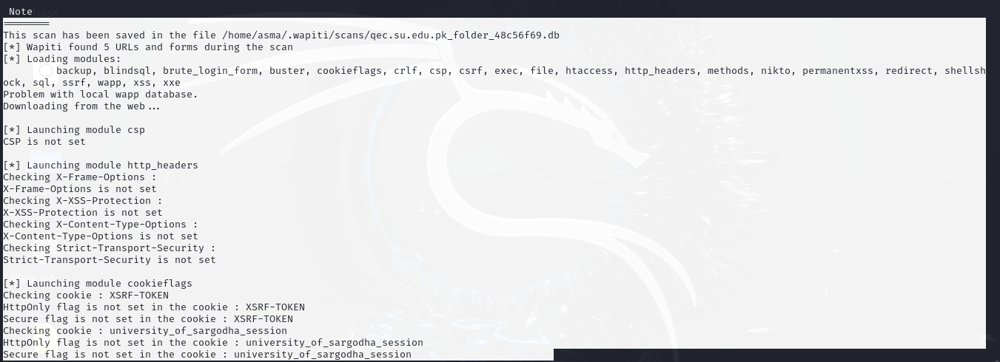 Note
════════
This scan has been saved in the file /home/asma/.wapiti/scans/qec.su.edu.pk_folder_48c56f69.db
[*] Wapiti found 5 URLs and forms during the scan
[*] Loading modules:
         backup, blindsql, brute_login_form, buster, cookieflags, crlf, csp, csrf, exec, file, htaccess, http_headers, methods, nikto, permanentxss, redirect, shellsh
ock, sql, ssrf, wapp, xss, xxe
Problem with local wapp database.
Downloading from the web...
[*] Launching module csp
CSP is not set
[*] Launching module http_headers
Checking X-Frame-Options :
X-Frame-Options is not set
Checking X-XSS-Protection :
X-XSS-Protection is not set
Checking X-Content-Type-Options :
X-Content-Type-Options is not set
Checking Strict-Transport-Security :
Strict-Transport-Security is not set
[*] Launching module cookieflags
Checking cookie : XSRF-TOKEN
HttpOnly flag is not set in the cookie : XSRF-TOKEN
Secure flag is not set in the cookie : XSRF-TOKEN
Checking cookie : university_of_sargodha_session
HttpOnly flag is not set in the cookie : university_of_sargodha_session
Secure flag is not set in the cookie : university_of_sargodha_session